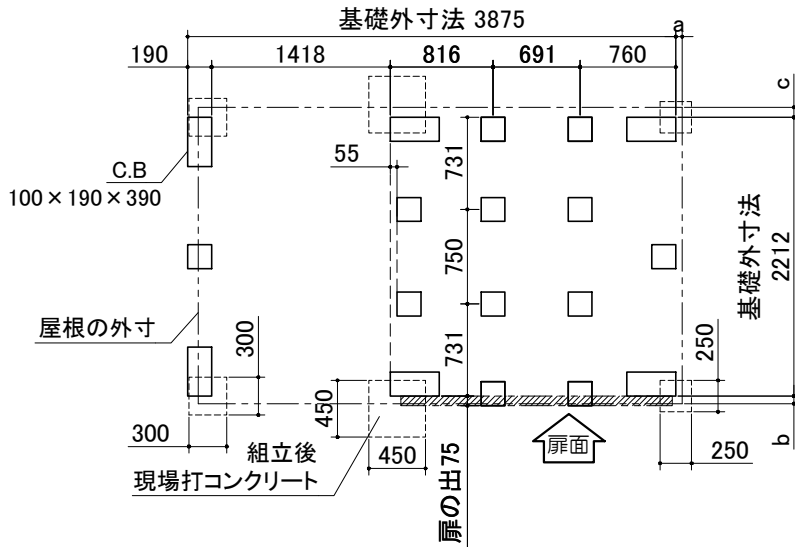 基礎外寸法 3875
a
190
1418
816
691
760
c
55
731
C.B
100×190×390
750
基礎外寸法
2212
屋根の外寸
300
731
250
450
300
組立後
現場打コンクリート
450
扉の出75
扉面
250
b